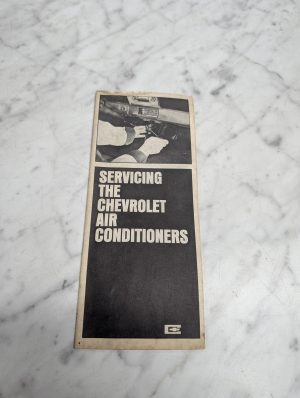 SERVICING
THE
CHEVROLET
AIR
CONDITIONERS